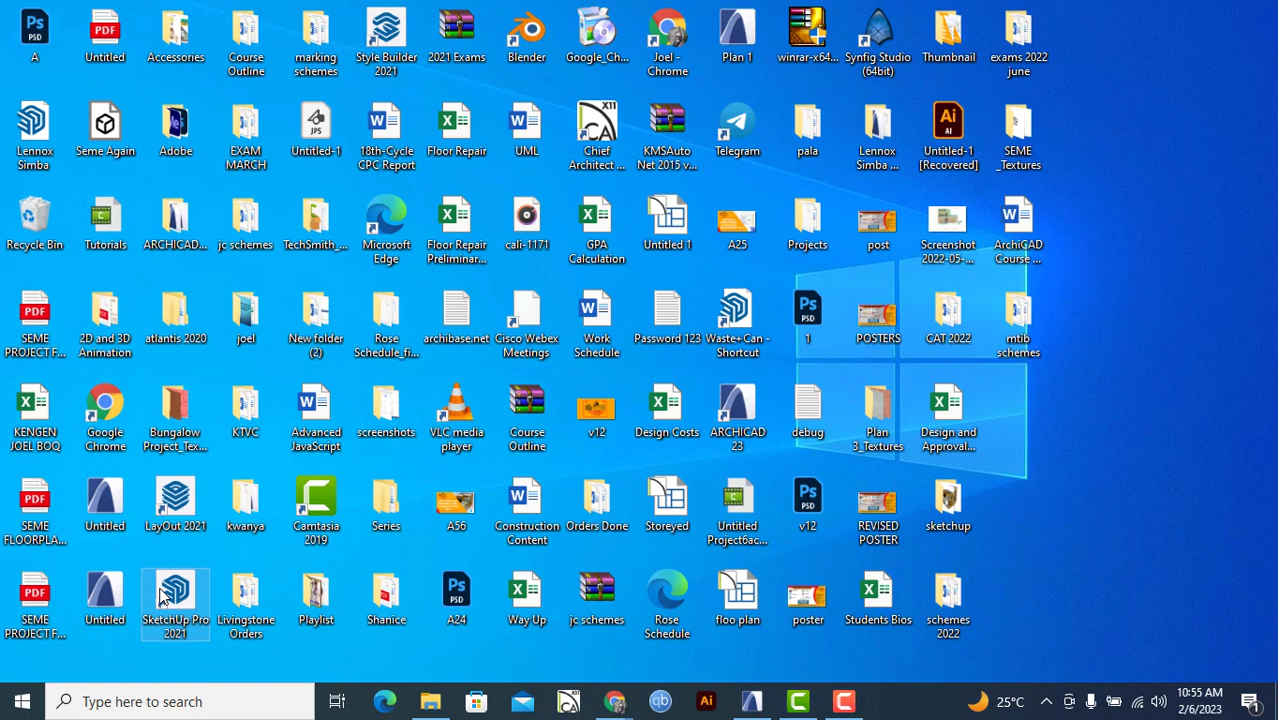 A
Untitled
Accessories
Course Outline
marking schemes
Style Builder 2021
2021 Exams
Blender
Google_Ch...
Joel - Chrome
Plan 1
winrar-x64...
Synfig Studio (64bit)
Thumbnail
exams 2022 june
Lennox Simba
Seme Again
Adobe
EXAM MARCH
Untitled-1
18th-Cycle CPC Report
Floor Repair
UML
Chief Architect ...
KMSAuto Net 2015 v...
Telegram
pala
Lennox Simba ...
Untitled-1 [Recovered]
SEME _Textures
Recycle Bin
Tutorials
ARCHICAD...
jc schemes
TechSmith_...
Microsoft Edge
Floor Repair Preliminar...
cali-1171
GPA Calculation
Untitled 1
A25
Projects
post
Screenshot 2022-05-...
ArchiCAD Course ...
SEME PROJECT F...
2D and 3D Animation
atlantis 2020
joel
New folder (2)
Rose Schedule_fi...
archibase.net
Cisco Webex Meetings
Work Schedule
Password 123
Waste+Can - Shortcut
1
POSTERS
CAT 2022
mtib schemes
KENGEN JOEL BOQ
Google Chrome
Bungalow Project_Tex...
KTVC
Advanced JavaScript
screenshots
VLC media player
Course Outline
v12
Design Costs
ARCHICAD 23
debug
Plan 3_Textures
Design and Approval...
SEME FLOORPLA...
Untitled
LayOut 2021
kwanya
Camtasia 2019
Series
A56
Construction Content
Orders Done
Storeyed
Untitled Project6ac...
v12
REVISED POSTER
sketchup
SEME PROJECT F...
Untitled
SketchUp Pro 2021
Livingstone Orders
Playlist
Shanice
A24
Way Up
jc schemes
Rose Schedule
floo plan
poster
Students Bios
schemes 2022
Type here to search
25°C
10:55 AM
2/6/2023